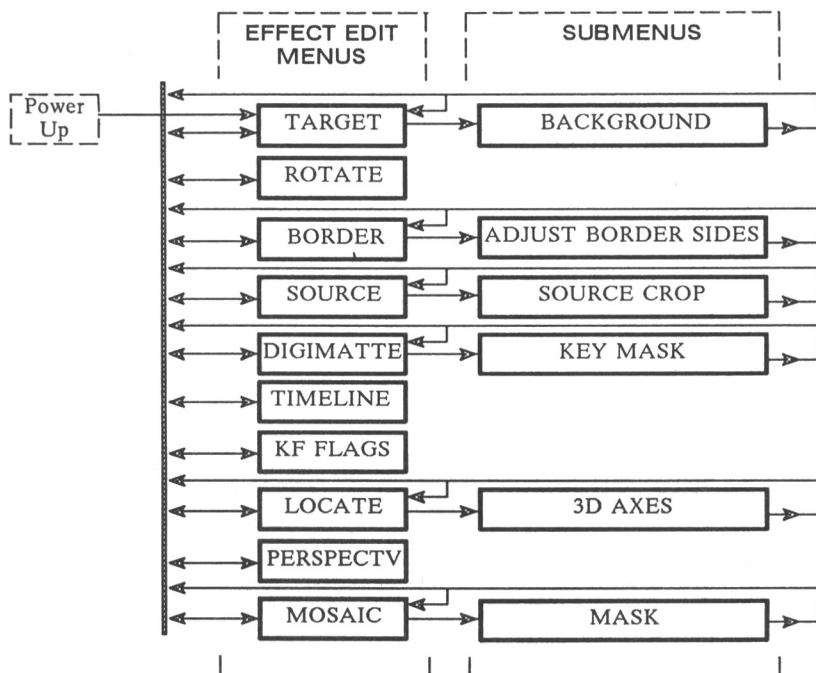 EFFECT EDIT
MENUS
SUBMENUS
Power
Up
TARGET
BACKGROUND
ROTATE
BORDER
ADJUST BORDER SIDES
SOURCE
SOURCE CROP
DIGIMATTE
KEY MASK
TIMELINE
KF FLAGS
LOCATE
3D AXES
PERSPECTV
MOSAIC
MASK